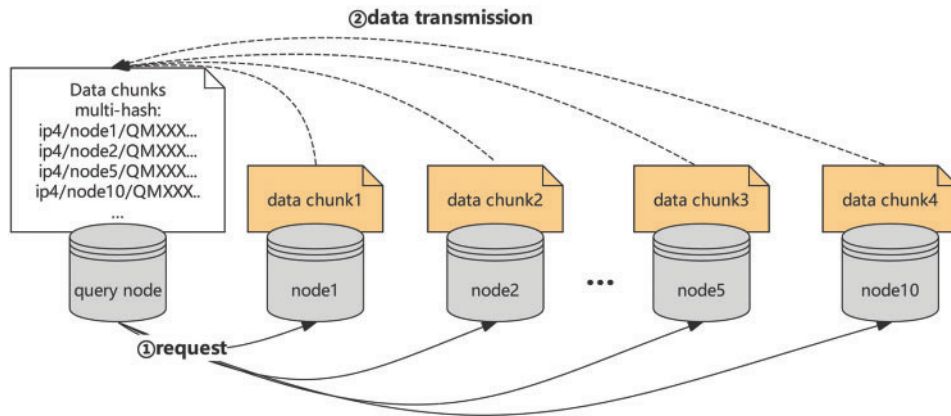 ②data transmission
Data chunks
multi-hash:
ip4/node1/QMXXX...
ip4/node2/QMXXX...
ip4/node5/QMXXX...
ip4/node10/QMXXX..
...
data chunk1
data chunk2
data chunk3
data chunk4
query node
node1
node2
...
node5
node10
①request